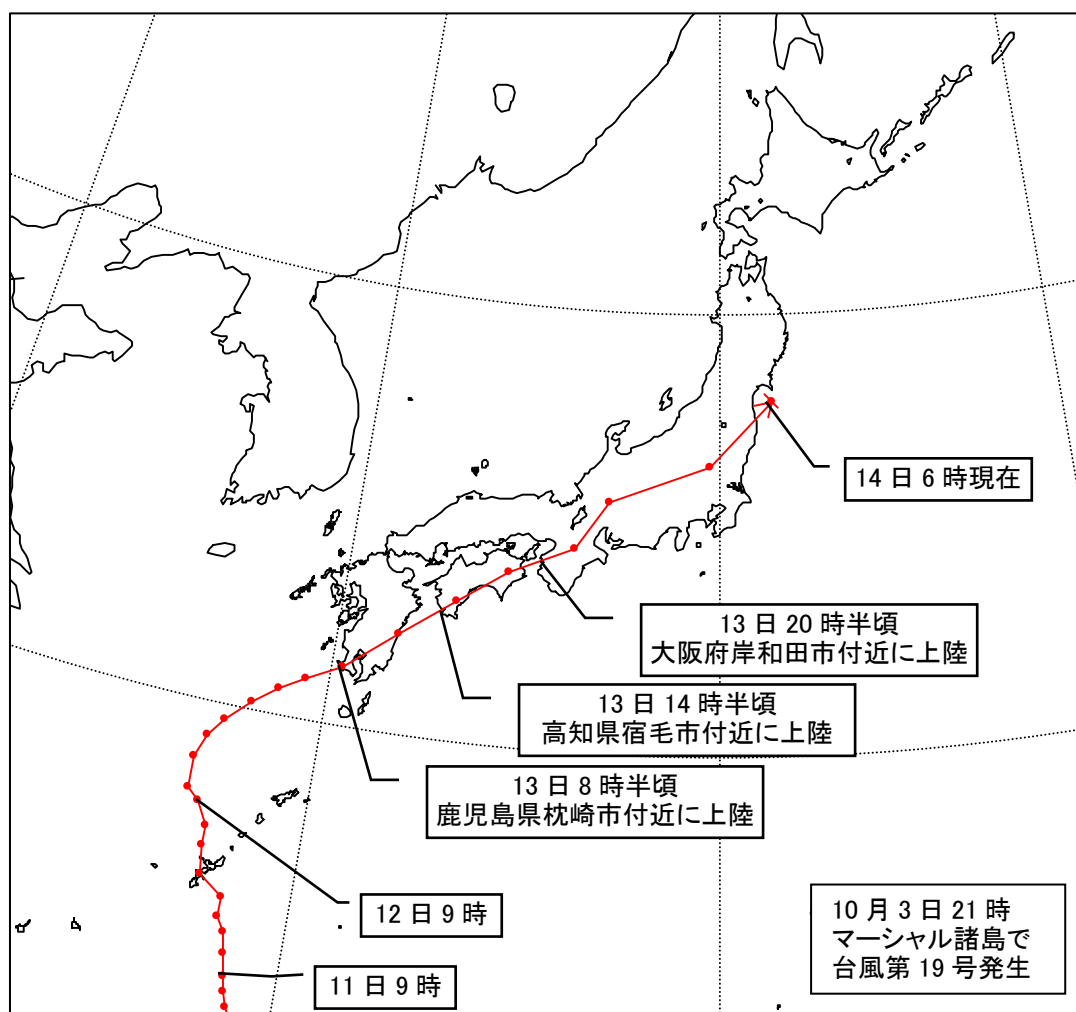 14日6時現在
13日20時半頃
大阪府岸和田市付近に上陸
13日14時半頃
高知県宿毛市付近に上陸
13日8時半頃
鹿児島県枕崎市付近に上陸
12日9時
11日9時
10月3日21時
マーシャル諸島で
台風第19号発生